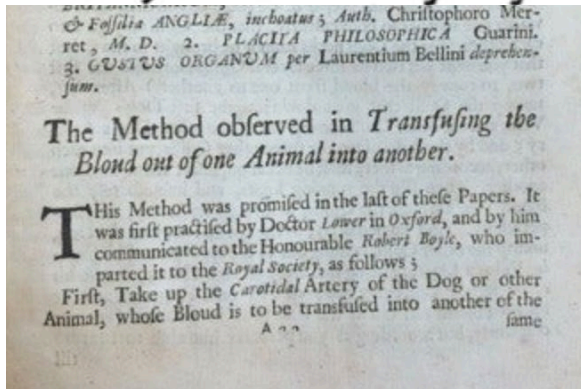 & Foſſilia ANGLIÆ, inchoatus; Auth. Chriſtophoro Mer-
ret, M. D. 2. PLACITA PHILOSOPHICA Guarini.
3. GUSTUS ORGANUM per Laurentium Bellini deprehen-
ſum.
The Method obſerved in Transfuſing the
Bloud out of one Animal into another.
THis Method was promiſed in the laſt of theſe Papers. It
was firſt practiſed by Doctor Lower in Oxford, and by him
communicated to the Honourable Robert Boyle, who im-
parted it to the Royal Society, as follows;
Firſt, Take up the Carotidal Artery of the Dog or other
Animal, whoſe Bloud is to be transfuſed into another of the
ſame